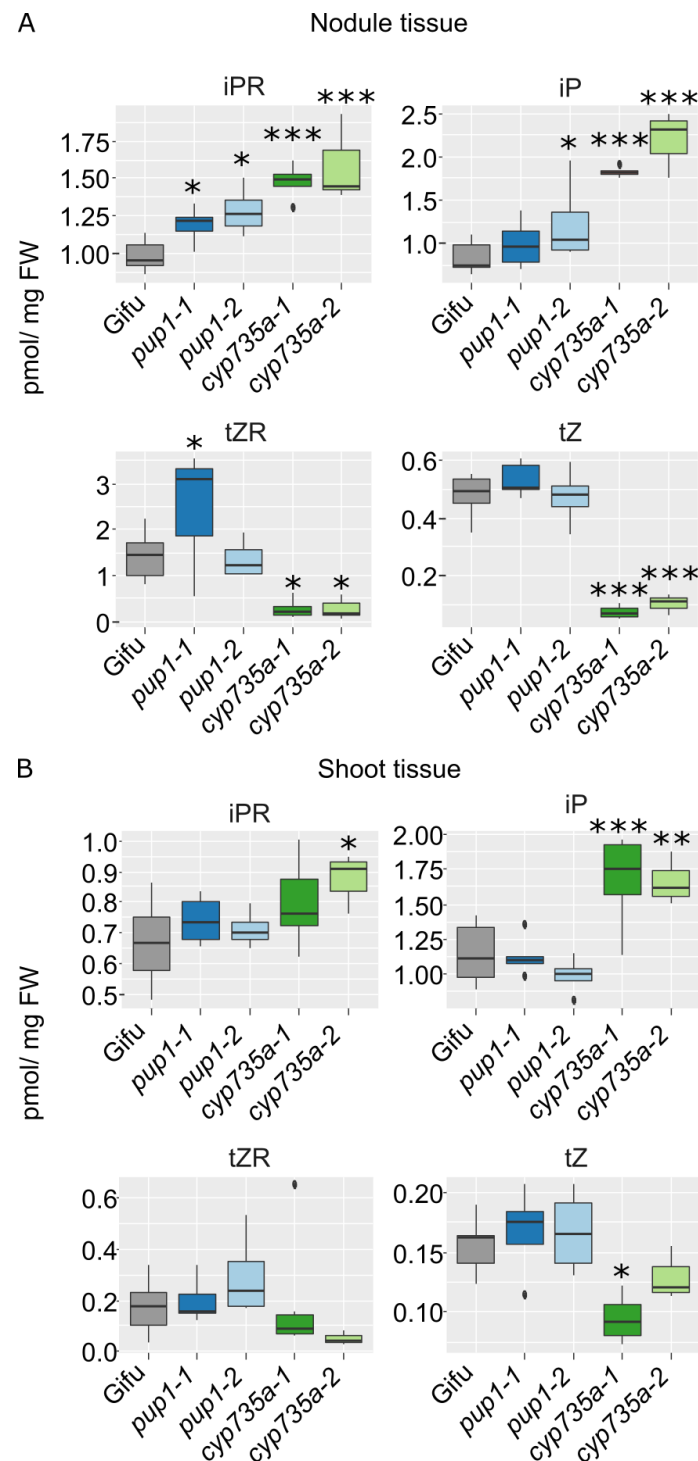 A Nodule tissue
pmol/ mg FW
iPR
***
***
*
*
1.75
1.50
1.25
1.00
Gifu
pup1-1
pup1-2
cyp735a-1
cyp735a-2
iP
***
***
*
2.5
2.0
1.5
1.0
Gifu
pup1-1
pup1-2
cyp735a-1
cyp735a-2
tZR
*
* *
3
2
1
0
Gifu
pup1-1
pup1-2
cyp735a-1
cyp735a-2
tZ
***
***
0.6
0.4
0.2
Gifu
pup1-1
pup1-2
cyp735a-1
cyp735a-2
B Shoot tissue
pmol/ mg FW
iPR
*
1.0
0.9
0.8
0.7
0.6
0.5
Gifu
pup1-1
pup1-2
cyp735a-1
cyp735a-2
iP
***
**
2.00
1.75
1.50
1.25
1.00
Gifu
pup1-1
pup1-2
cyp735a-1
cyp735a-2
tZR
0.6
0.4
0.2
0.0
Gifu
pup1-1
pup1-2
cyp735a-1
cyp735a-2
tZ
*
0.20
0.15
0.10
Gifu
pup1-1
pup1-2
cyp735a-1
cyp735a-2